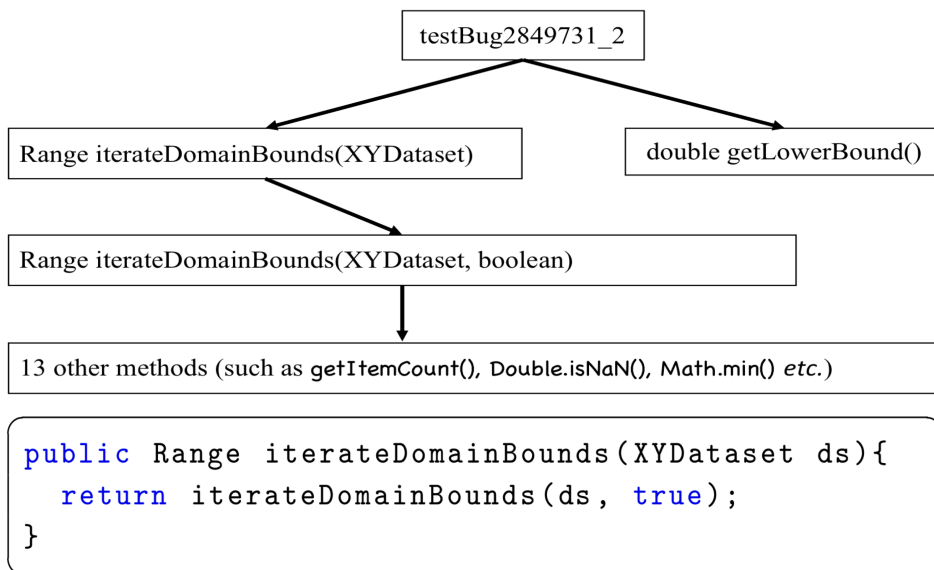 testBug2849731_2
Range iterateDomainBounds(XYDataset)
double getLowerBound()
Range iterateDomainBounds(XYDataset, boolean)
13 other methods (such as getItemCount(), Double.isNaN(), Math.min() etc.)
public Range iterateDomainBounds(XYDataset ds){
  return iterateDomainBounds(ds, true);
}